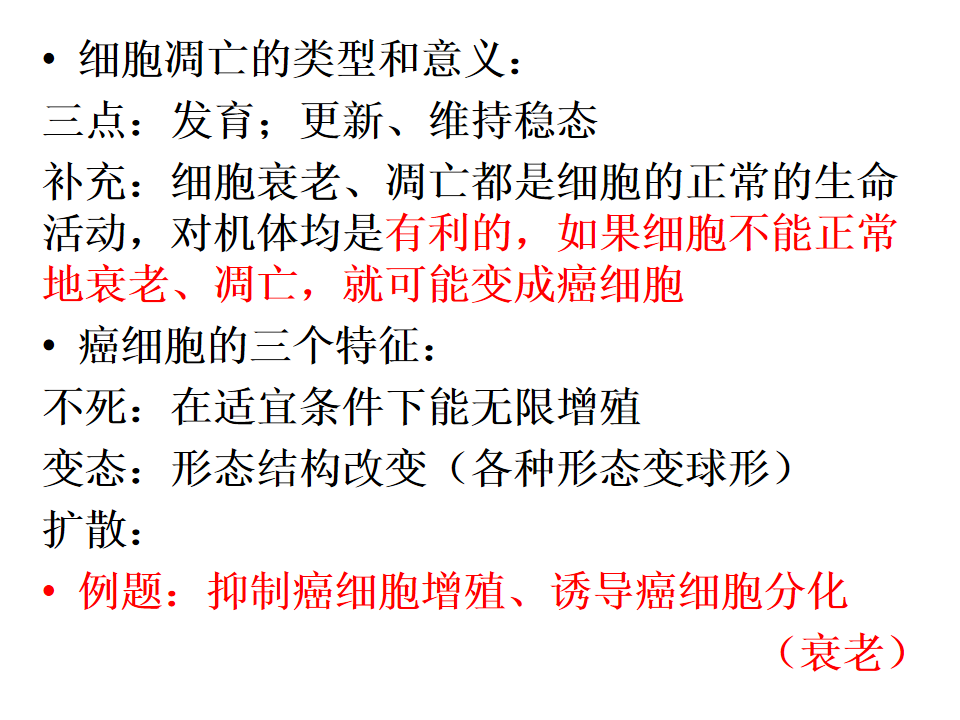 • 细胞凋亡的类型和意义：
三点：发育；更新、维持稳态
补充：细胞衰老、凋亡都是细胞的正常的生命
活动，对机体均是有利的，如果细胞不能正常
地衰老、凋亡，就可能变成癌细胞
• 癌细胞的三个特征：
不死：在适宜条件下能无限增殖
变态：形态结构改变（各种形态变球形）
扩散：
• 例题：抑制癌细胞增殖、诱导癌细胞分化
（衰老）